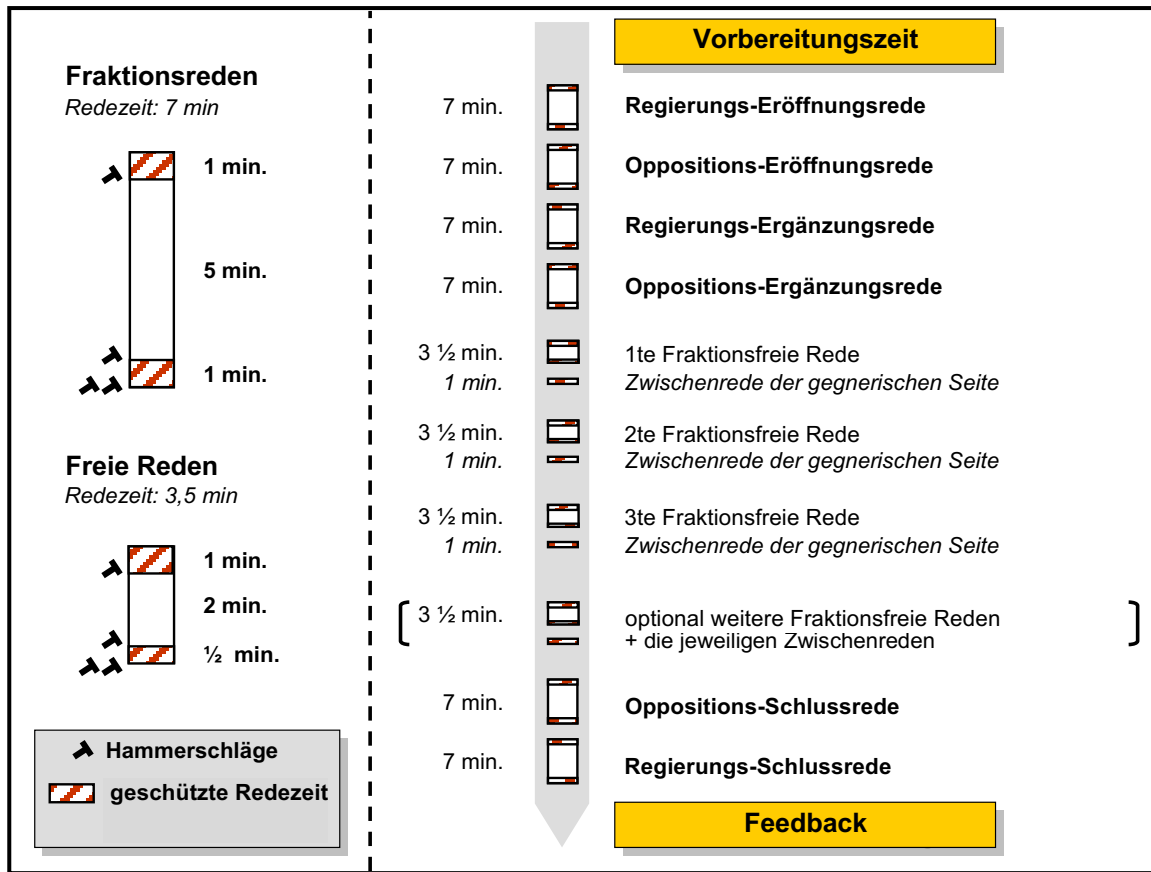 Fraktionsreden
Redezeit: 7 min
1 min.
5 min.
1 min.
Freie Reden
Redezeit: 3,5 min
1 min.
2 min.
½ min.
Hammerschläge
geschützte Redezeit
Vorbereitungszeit
7 min. Regierungs-Eröffnungsrede
7 min. Oppositions-Eröffnungsrede
7 min. Regierungs-Ergänzungsrede
7 min. Oppositions-Ergänzungsrede
3 ½ min. 1te Fraktionsfreie Rede
1 min. Zwischenrede der gegnerischen Seite
3 ½ min. 2te Fraktionsfreie Rede
1 min. Zwischenrede der gegnerischen Seite
3 ½ min. 3te Fraktionsfreie Rede
1 min. Zwischenrede der gegnerischen Seite
3 ½ min. optional weitere Fraktionsfreie Reden
+ die jeweiligen Zwischenreden
7 min. Oppositions-Schlussrede
7 min. Regierungs-Schlussrede
Feedback